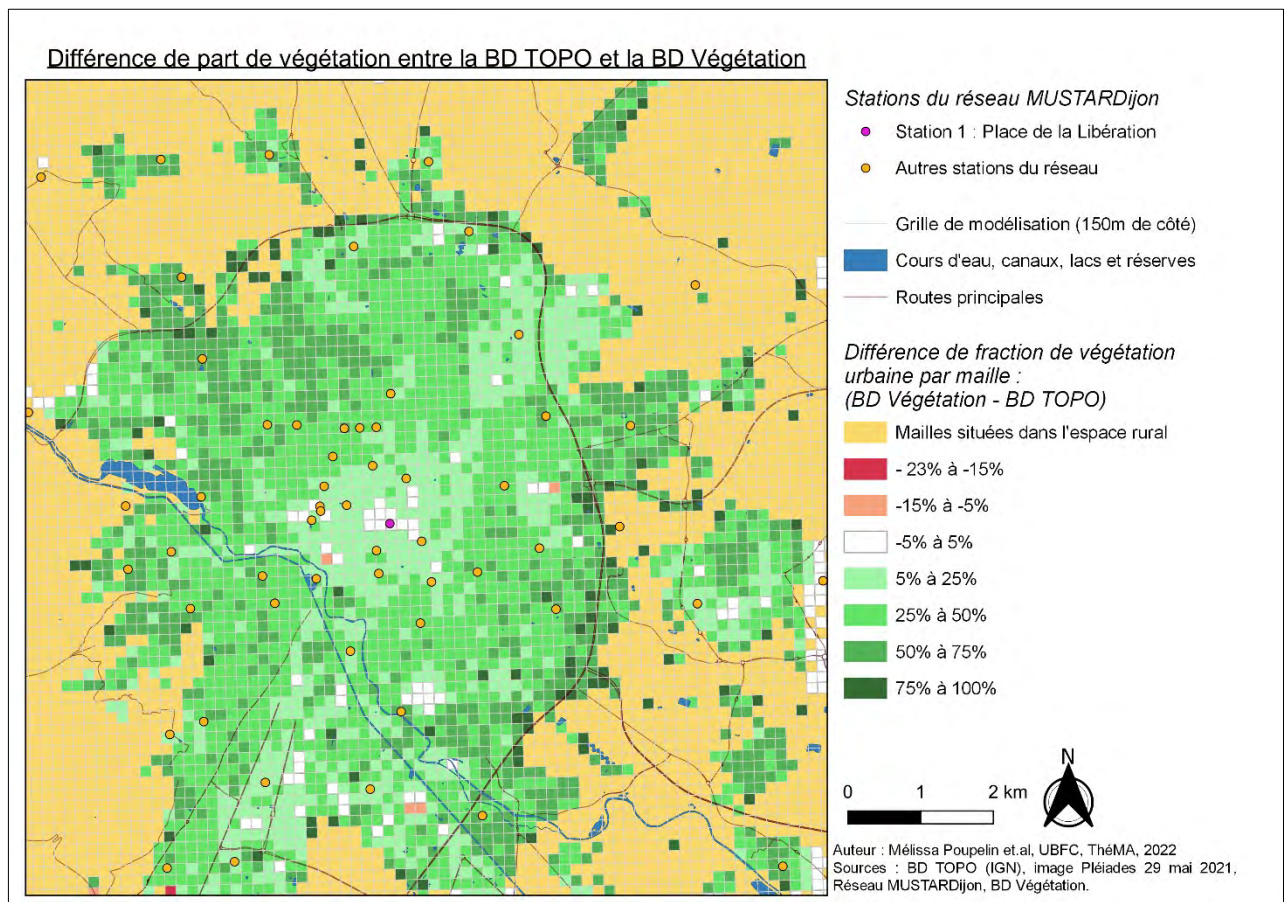 Différence de part de végétation entre la BD TOPO et la BD Végétation
Stations du réseau MUSTARDijon
Station 1 : Place de la Libération
Autres stations du réseau
Grille de modélisation (150m de côté)
Cours d'eau, canaux, lacs et réserves
Routes principales
Différence de fraction de végétation
urbaine par maille :
(BD Végétation - BD TOPO)
Mailles situées dans l'espace rural
- 23% à -15%
-15% à -5%
-5% à 5%
5% à 25%
25% à 50%
50% à 75%
75% à 100%
0 1 2 km
N
Auteur : Mélissa Poupelin et.al, UBFC, ThéMA, 2022
Sources : BD TOPO (IGN), image Pléiades 29 mai 2021,
Réseau MUSTARDijon, BD Végétation.